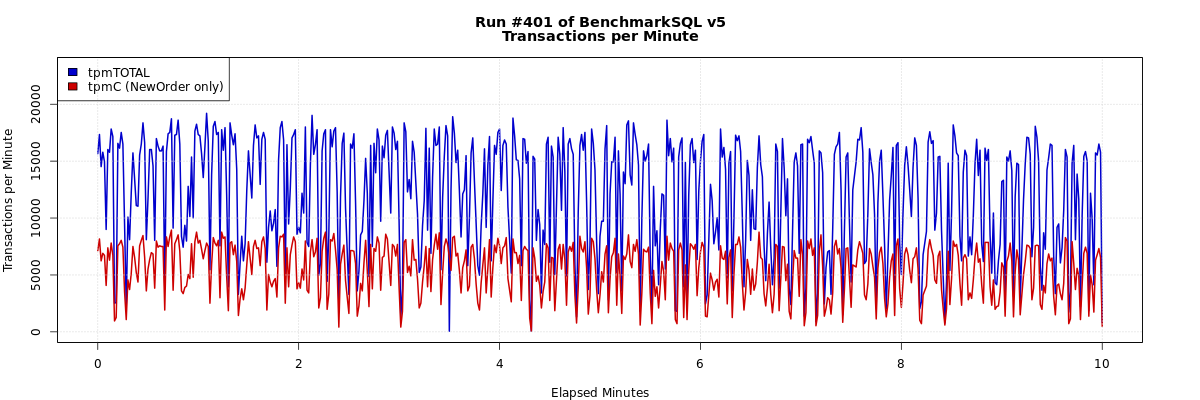 Run #401 of BenchmarkSQL v5
Transactions per Minute
tpmTOTAL
tpmC (NewOrder only)
Transactions per Minute
20000
15000
10000
5000
0
0 2 4 6 8 10
Elapsed Minutes